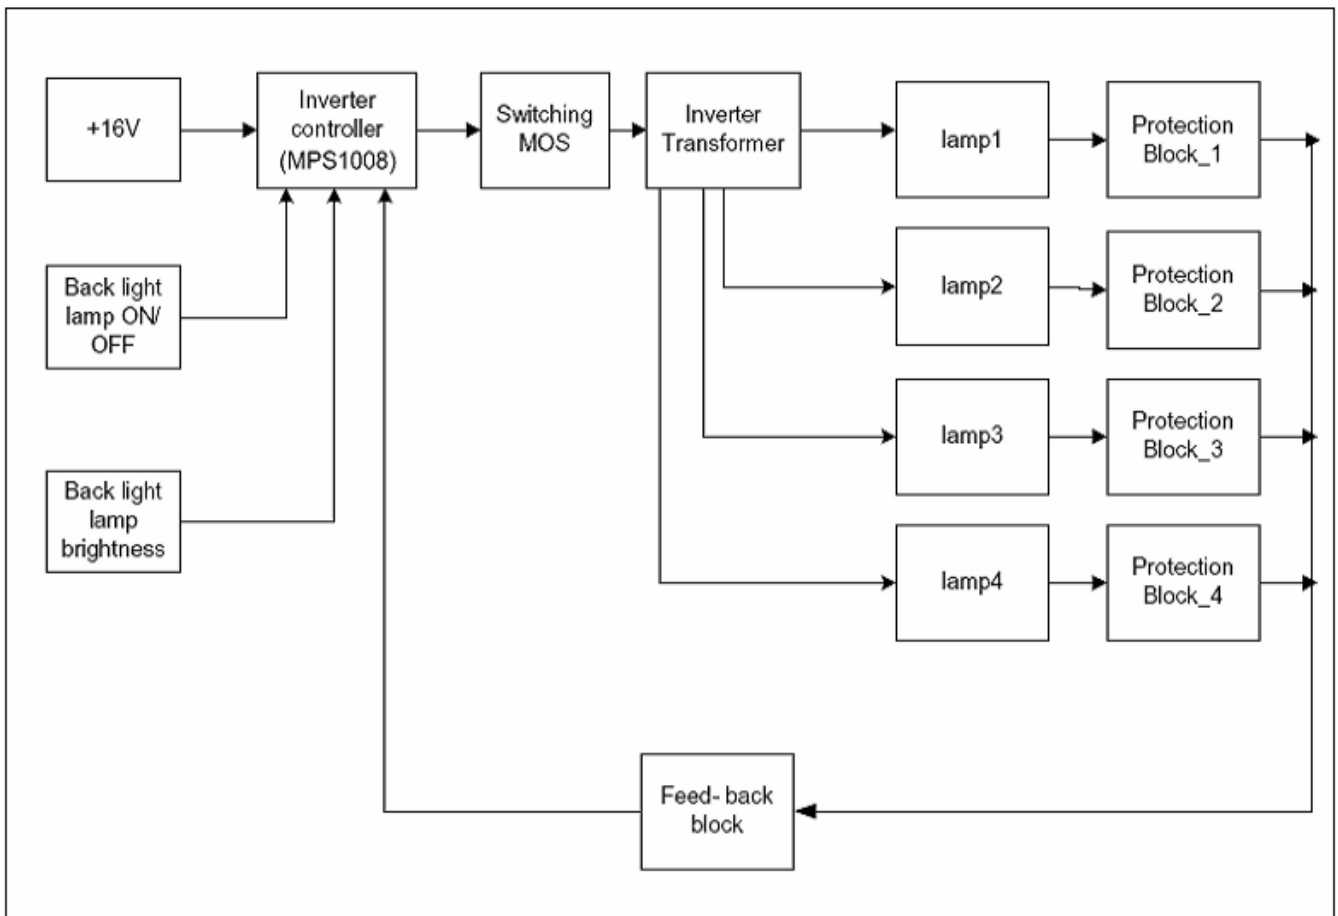 +16V
Inverter
controller
(MPS1008)
Switching
MOS
Inverter
Transformer
lamp1
Protection
Block_1
Back light
lamp ON/
OFF
lamp2
Protection
Block_2
lamp3
Protection
Block_3
Back light
lamp
brightness
lamp4
Protection
Block_4
Feed- back
block